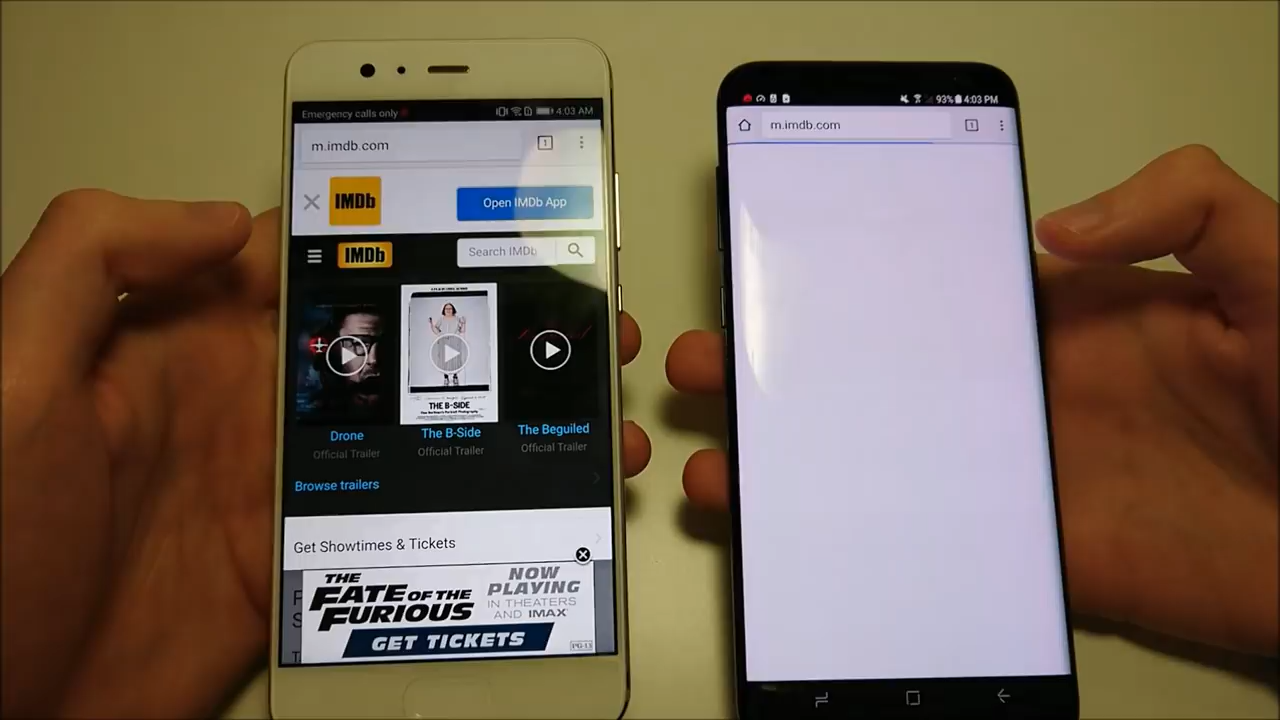 Emergency calls only
4:03 AM
m.imdb.com
1
IMDb
Open IMDb App
IMDb
Search IMDb
THE B-SIDE
Drone
Official Trailer
The B-Side
Official Trailer
The Beguiled
Official Trailer
Browse trailers
Get Showtimes & Tickets
THE
FATE OF THE
FURIOUS
NOW
PLAYING
IN THEATERS
AND IMAX
GET TICKETS
PG-13
93%
4:03 PM
m.imdb.com
1